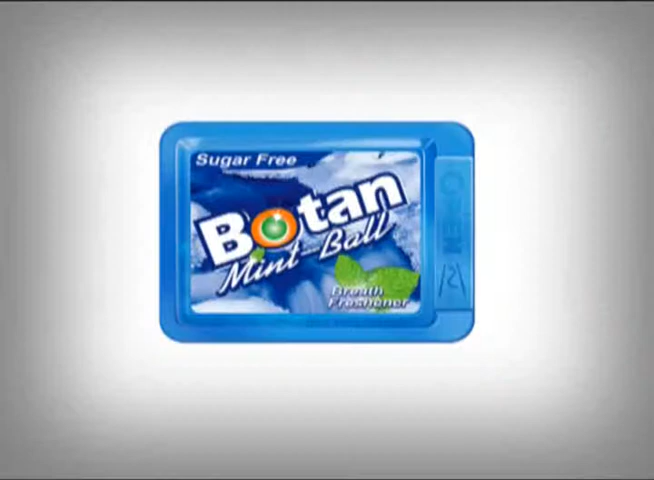 Sugar Free
Botan
Mint-Ball
Breath
Freshener
OPEN